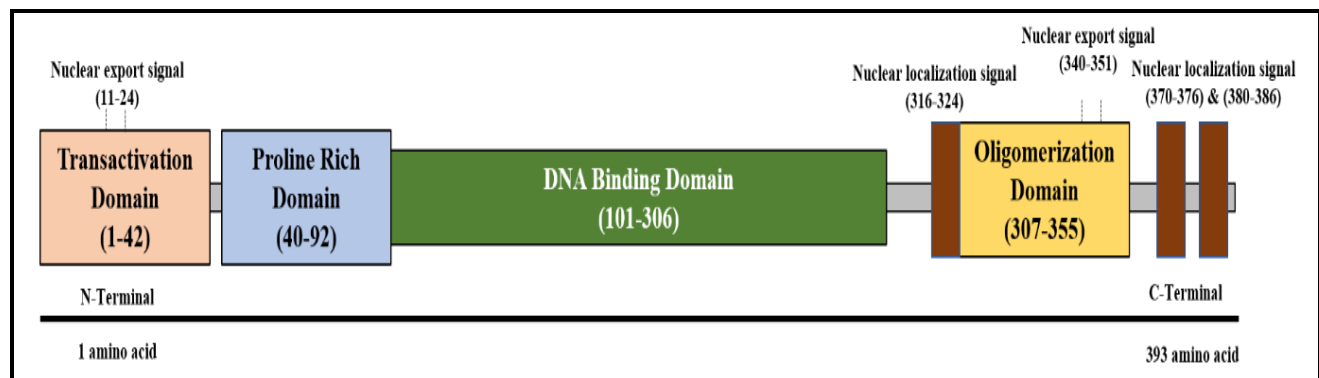 Nuclear export signal
(11-24)
Nuclear localization signal
(316-324)
Nuclear export signal
(340-351)
Nuclear localization signal
(370-376) & (380-386)
Transactivation
Domain
(1-42)
Proline Rich
Domain
(40-92)
DNA Binding Domain
(101-306)
Oligomerization
Domain
(307-355)
N-Terminal
C-Terminal
1 amino acid
393 amino acid